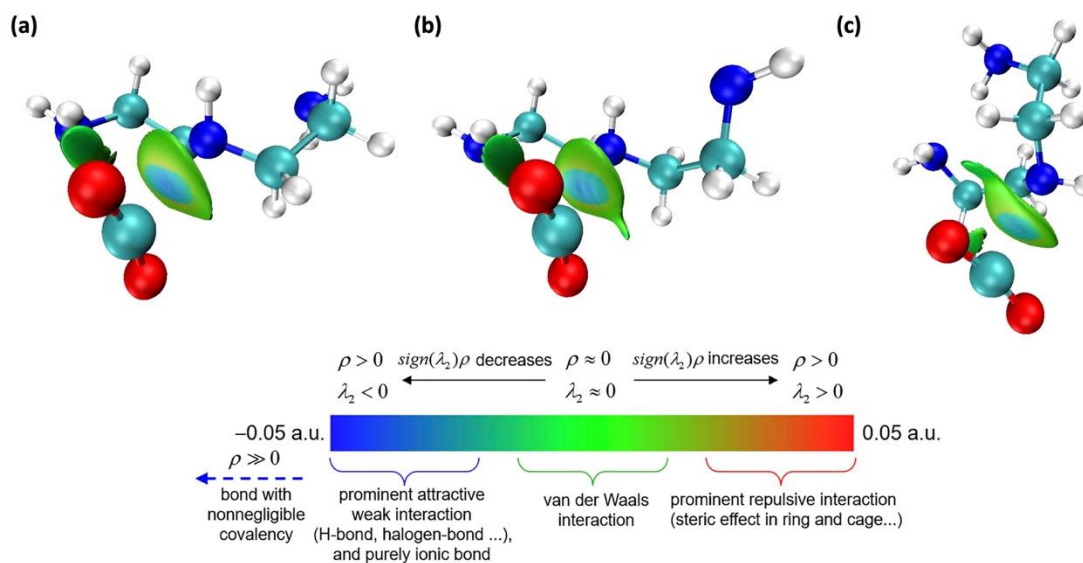 (a)
(b)
(c)
ρ > 0 sign(λ₂)ρ decreases ρ ≈ 0 sign(λ₂)ρ increases ρ > 0
λ₂ < 0 λ₂ ≈ 0 λ₂ > 0
−0.05 a.u. 0.05 a.u.
ρ ≫ 0
bond with
nonnegligible
covalency
prominent attractive
weak interaction
(H-bond, halogen-bond ...),
and purely ionic bond
van der Waals
interaction
prominent repulsive interaction
(steric effect in ring and cage...)